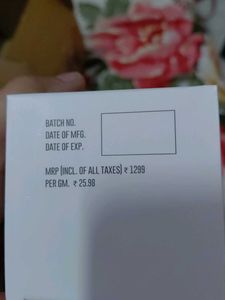 BATCH NO.
DATE OF MFG.
DATE OF EXP.
MRP (INCL. OF ALL TAXES) ₹ 1299
PER GM. ₹ 25.98